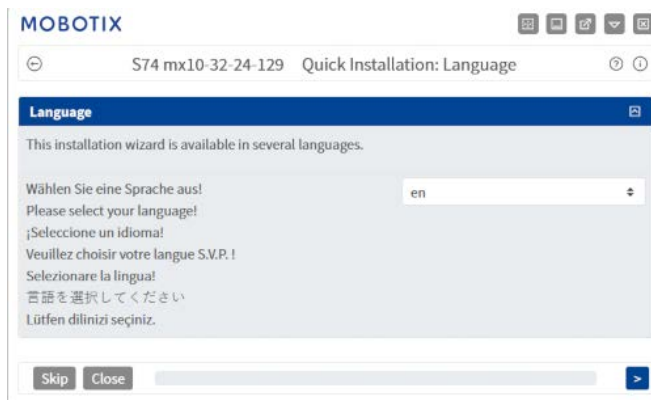 MOBOTIX
S74 mx10-32-24-129 Quick Installation: Language
Language
This installation wizard is available in several languages.
Wählen Sie eine Sprache aus!
en
Please select your language!
¡Seleccione un idioma!
Veuillez choisir votre langue S.V.P. !
Selezionare la lingua!
言語を選択してください
Lütfen dilinizi seçiniz.
Skip Close >